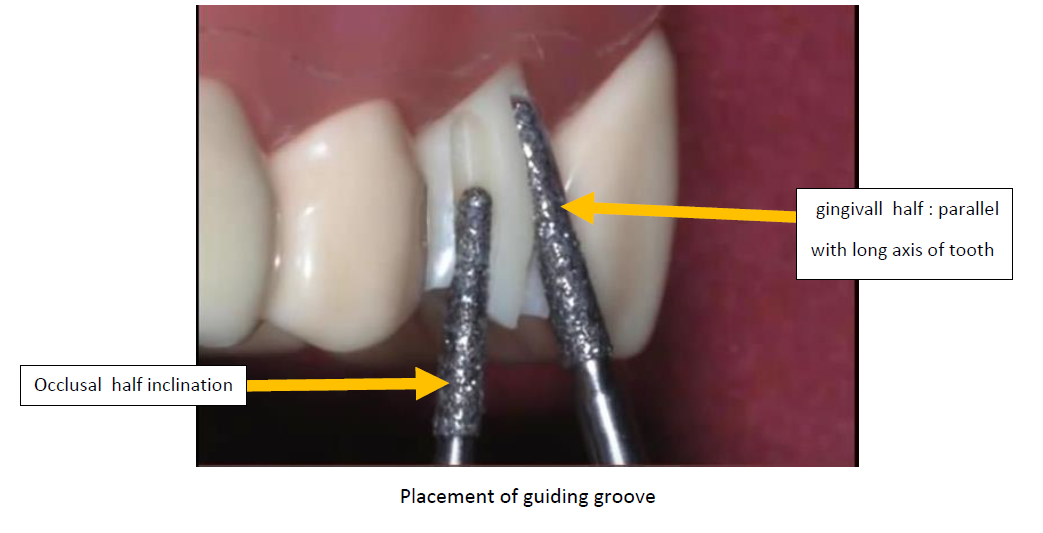 gingivall half : parallel
with long axis of tooth
Occlusal half inclination
Placement of guiding groove